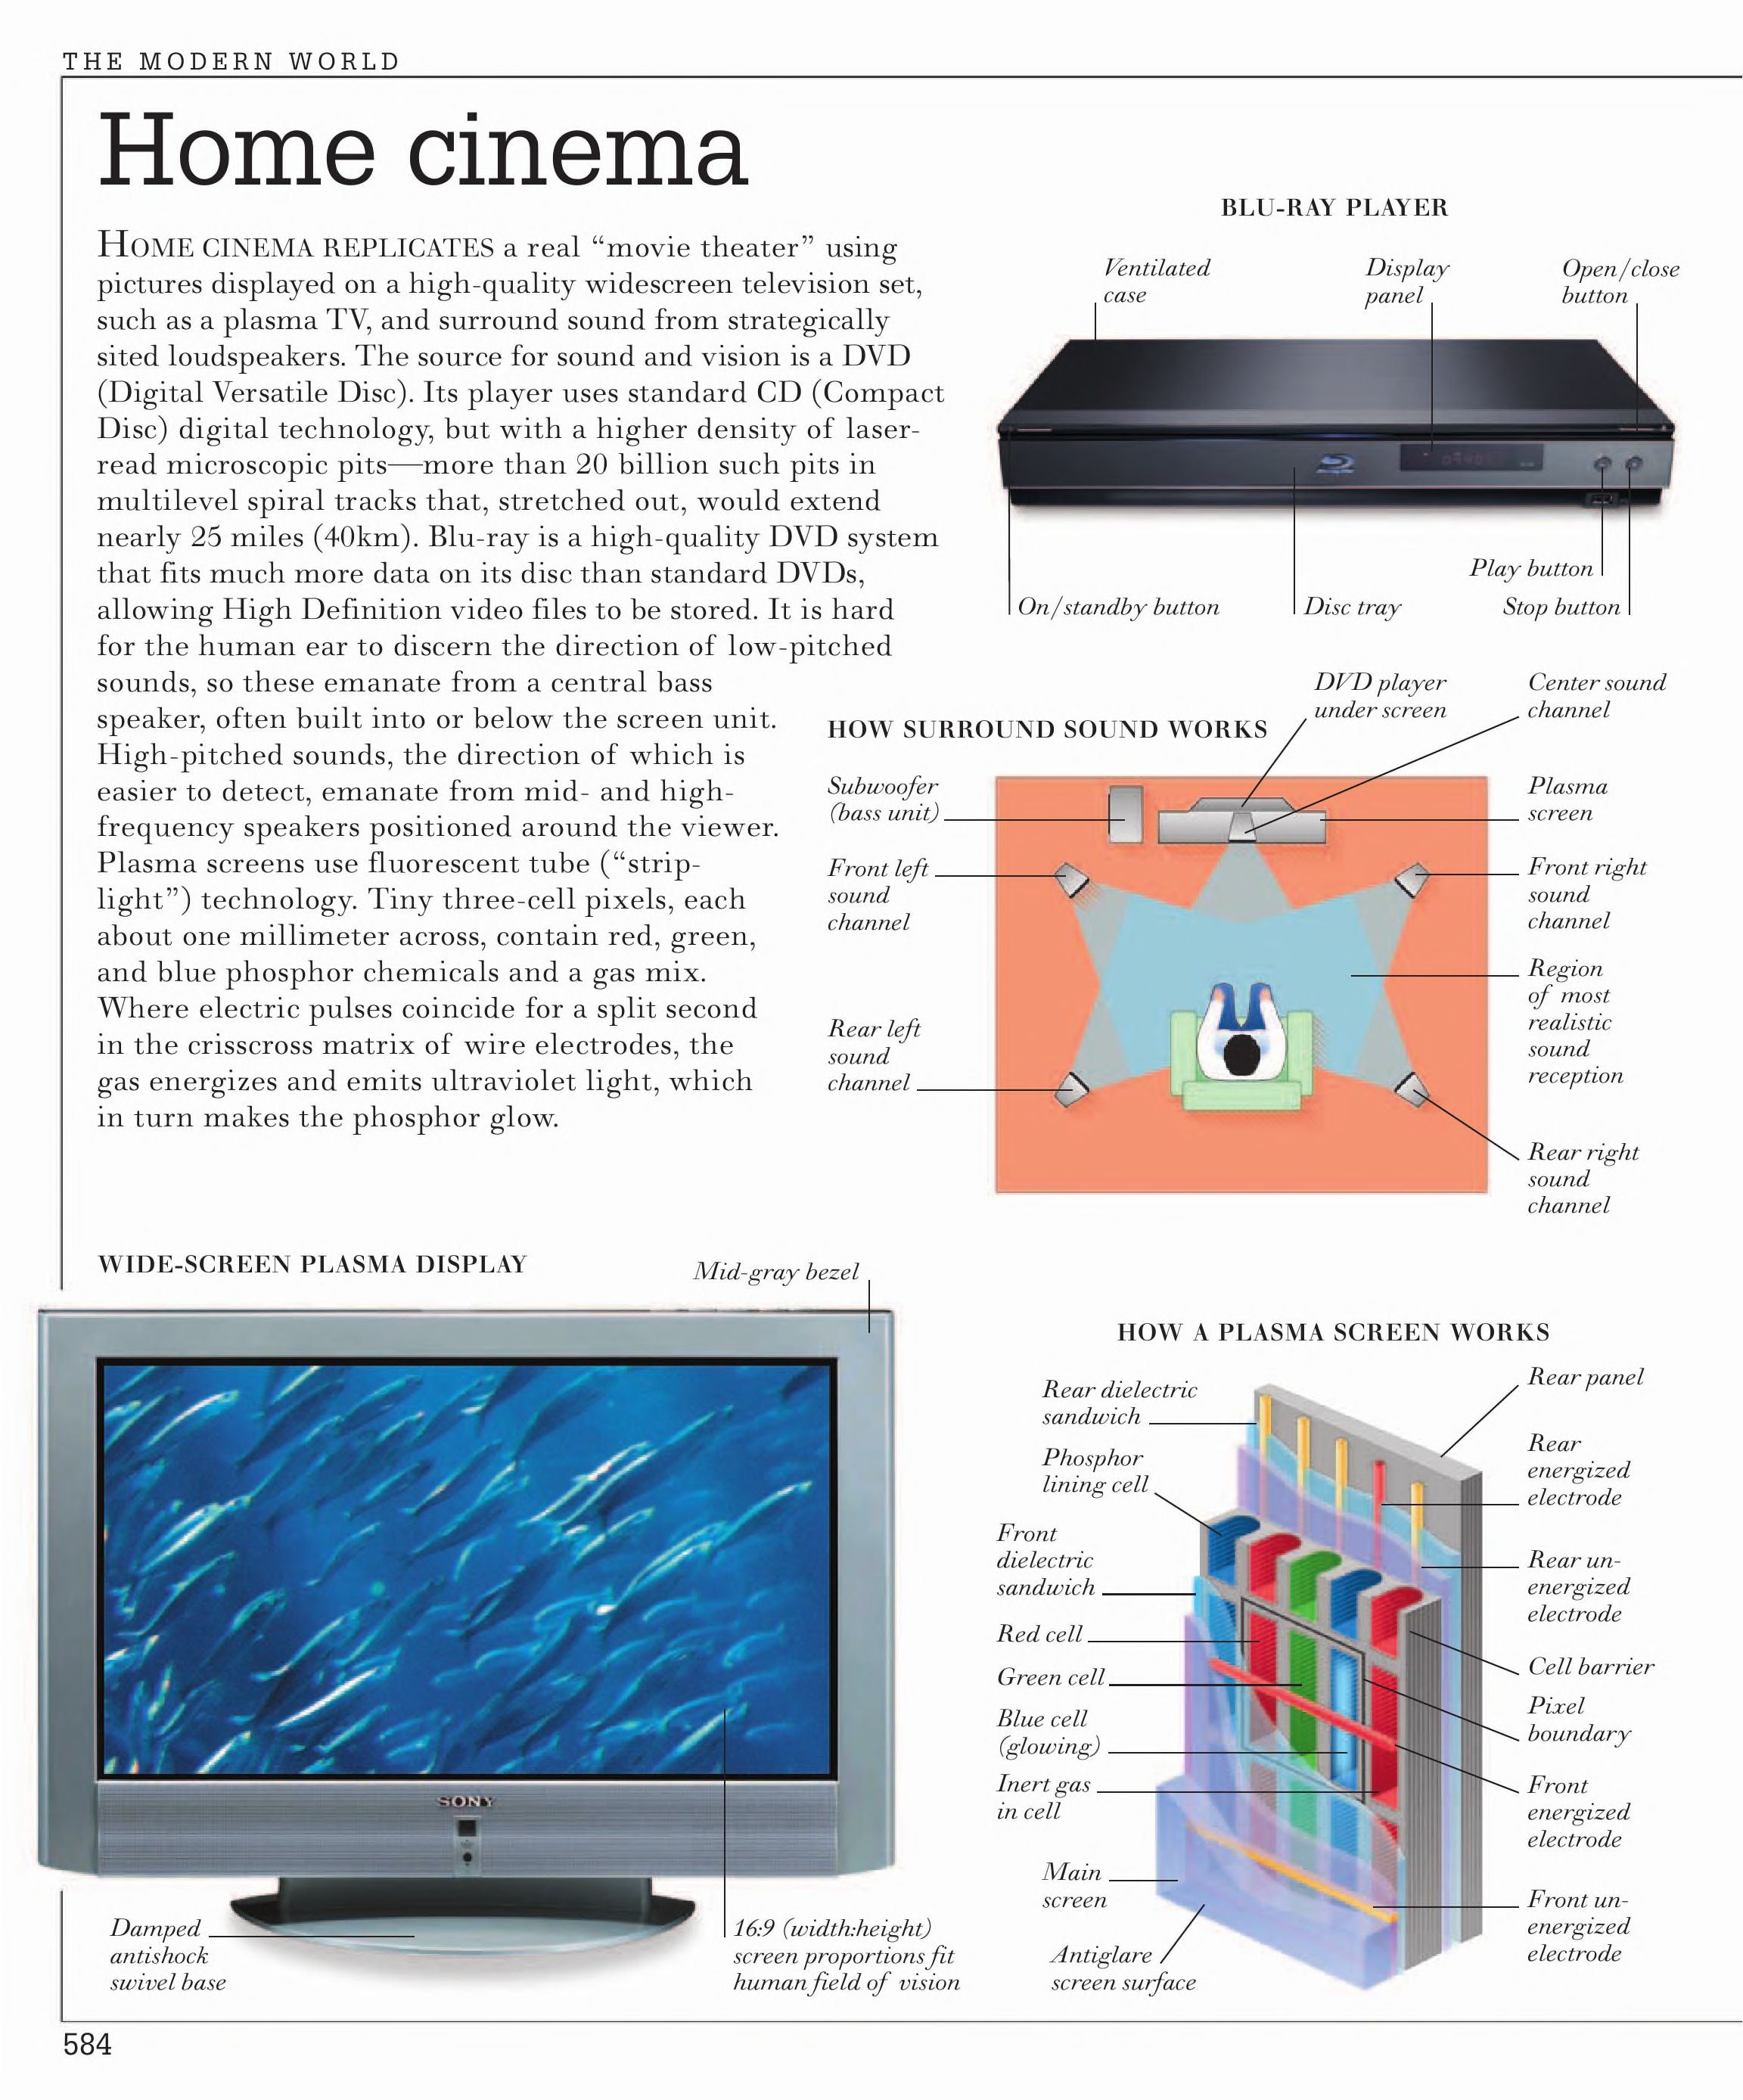 THE MODERN WORLD
Home cinema
HOME CINEMA REPLICATES a real “movie theater” using
pictures displayed on a high-quality widescreen television set,
such as a plasma TV, and surround sound from strategically
sited loudspeakers. The source for sound and vision is a DVD
(Digital Versatile Disc). Its player uses standard CD (Compact
Disc) digital technology, but with a higher density of laser-
read microscopic pits—more than 20 billion such pits in
multilevel spiral tracks that, stretched out, would extend
nearly 25 miles (40km). Blu-ray is a high-quality DVD system
that fits much more data on its disc than standard DVDs,
allowing High Definition video files to be stored. It is hard
for the human ear to discern the direction of low-pitched
sounds, so these emanate from a central bass
speaker, often built into or below the screen unit.
High-pitched sounds, the direction of which is
easier to detect, emanate from mid- and high-
frequency speakers positioned around the viewer.
Plasma screens use fluorescent tube (“strip-
light”) technology. Tiny three-cell pixels, each
about one millimeter across, contain red, green,
and blue phosphor chemicals and a gas mix.
Where electric pulses coincide for a split second
in the crisscross matrix of wire electrodes, the
gas energizes and emits ultraviolet light, which
in turn makes the phosphor glow.
BLU-RAY PLAYER
Ventilated
case
Display
panel
Open/close
button
Play button
On/standby button
Disc tray
Stop button
HOW SURROUND SOUND WORKS
DVD player
under screen
Center sound
channel
Subwoofer
(bass unit)
Plasma
screen
Front left
sound
channel
Front right
sound
channel
Region
of most
realistic
sound
reception
Rear left
sound
channel
Rear right
sound
channel
WIDE-SCREEN PLASMA DISPLAY
Mid-gray bezel
SONY
Damped
antishock
swivel base
16:9 (width:height)
screen proportions fit
human field of vision
HOW A PLASMA SCREEN WORKS
Rear dielectric
sandwich
Phosphor
lining cell
Front
dielectric
sandwich
Red cell
Green cell
Blue cell
(glowing)
Inert gas
in cell
Main
screen
Antiglare
screen surface
Rear panel
Rear
energized
electrode
Rear un-
energized
electrode
Cell barrier
Pixel
boundary
Front
energized
electrode
Front un-
energized
electrode
584